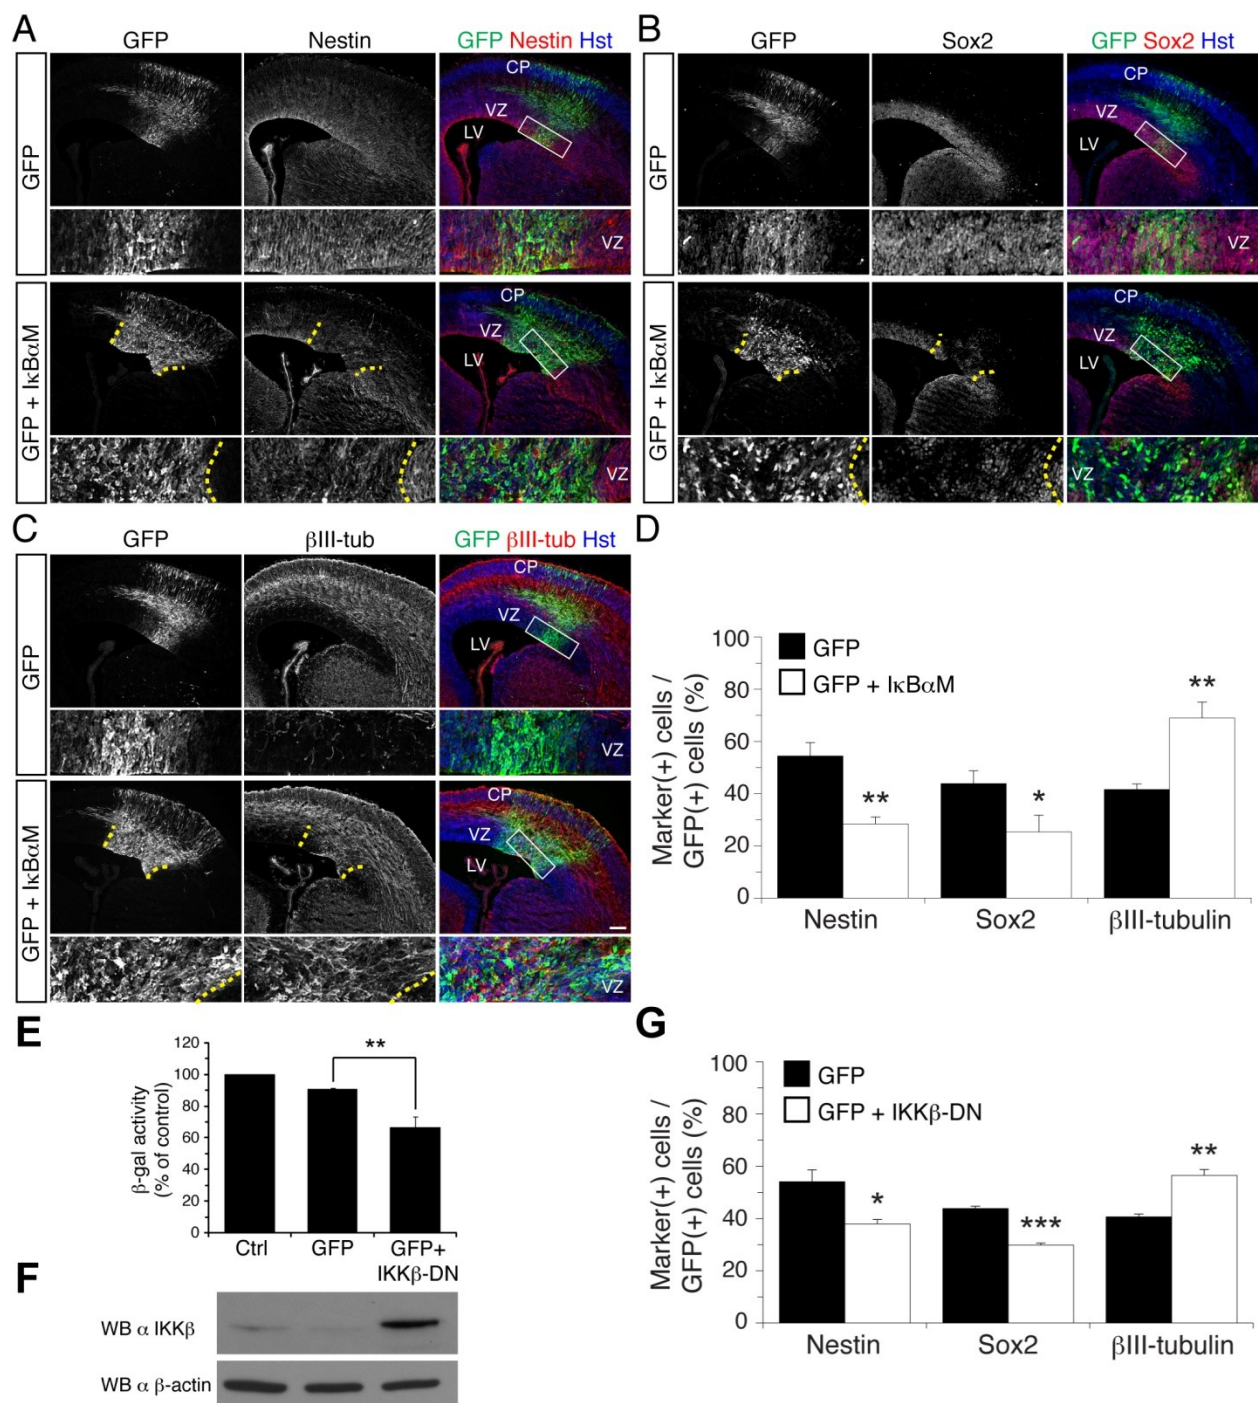 A
GFP Nestin GFP Nestin Hst
GFP
CP
VZ
LV
VZ
GFP + IκBαM
CP
VZ
LV
VZ
B
GFP Sox2 GFP Sox2 Hst
GFP
CP
VZ
LV
VZ
GFP + IκBαM
CP
VZ
LV
VZ
C
GFP βIII-tub GFP βIII-tub Hst
GFP
CP
VZ
LV
VZ
GFP + IκBαM
CP
VZ
LV
VZ
D
Marker(+) cells /
GFP(+) cells (%)
100
80
60
40
20
0
GFP
GFP + IκBαM
**
*
**
Nestin Sox2 βIII-tubulin
E
β-gal activity
(% of control)
120
100
80
60
40
20
0
**
Ctrl GFP GFP+
IKKβ-DN
F
WB α IKKβ
WB α β-actin
G
Marker(+) cells /
GFP(+) cells (%)
100
80
60
40
20
0
GFP
GFP + IKKβ-DN
*
***
**
Nestin Sox2 βIII-tubulin